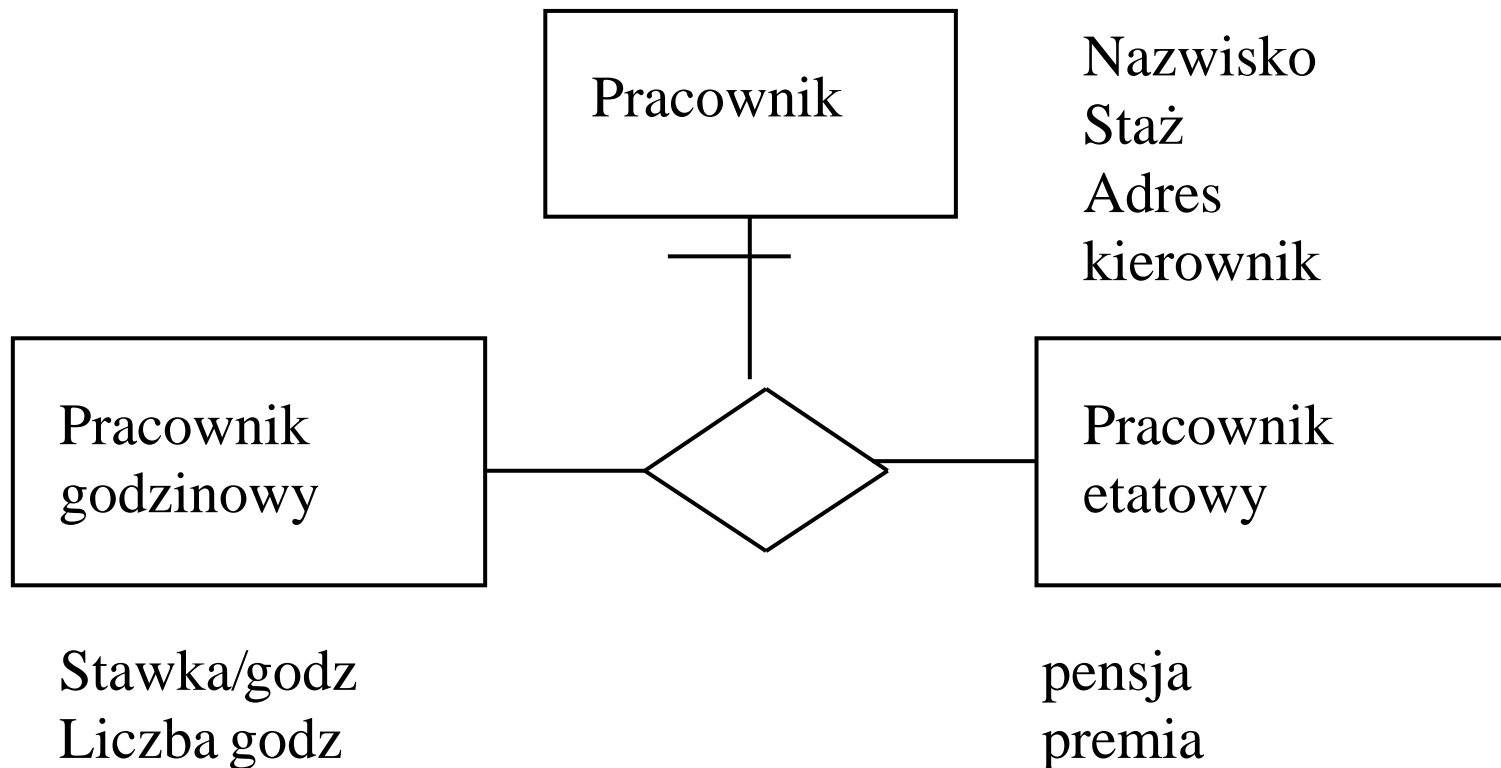 Pracownik
Nazwisko
Staż
Adres
kierownik
Pracownik
godzinowy
Pracownik
etatowy
Stawka/godz
Liczba godz
pensja
premia